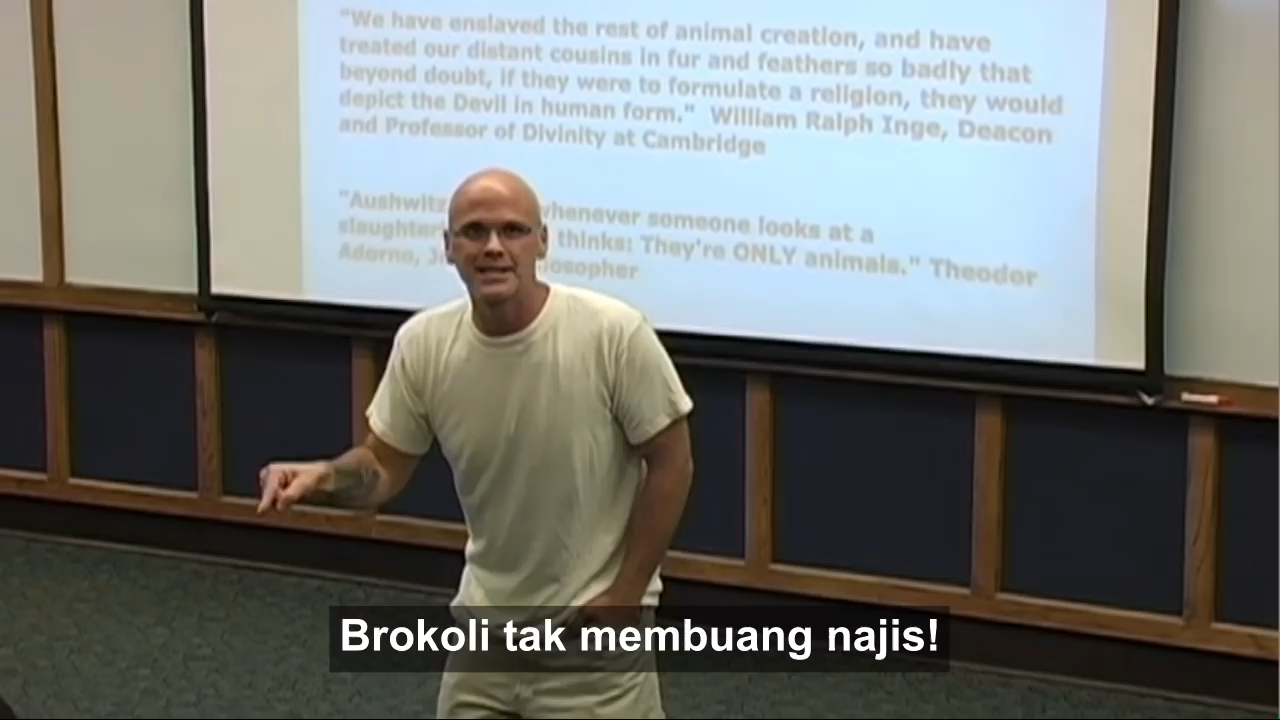 "We have enslaved the rest of animal creation, and have
treated our distant cousins in fur and feathers so badly that
beyond doubt, if they were to formulate a religion, they would
depict the Devil in human form." William Ralph Inge, Deacon
and Professor of Divinity at Cambridge
"Aushwitz whenever someone looks at a
slaughter thinks: They're ONLY animals." Theodor
Adorno,
Brokoli tak membuang najis!